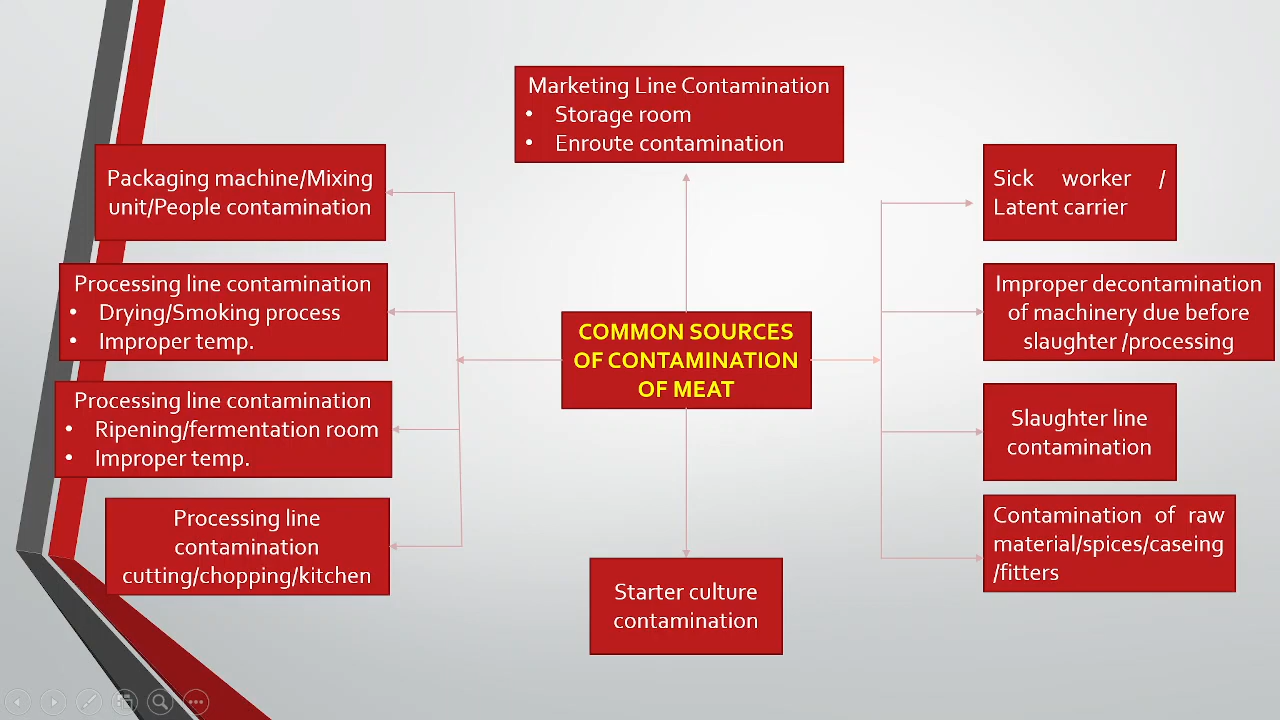 Marketing Line Contamination
• Storage room
• Enroute contamination
Packaging machine/Mixing
unit/People contamination
Processing line contamination
• Drying/Smoking process
• Improper temp.
Processing line contamination
• Ripening/fermentation room
• Improper temp.
Processing line
contamination
cutting/chopping/kitchen
COMMON SOURCES
OF CONTAMINATION
OF MEAT
Starter culture
contamination
Sick worker /
Latent carrier
Improper decontamination
of machinery due before
slaughter /processing
Slaughter line
contamination
Contamination of raw
material/spices/caseing
/fitters